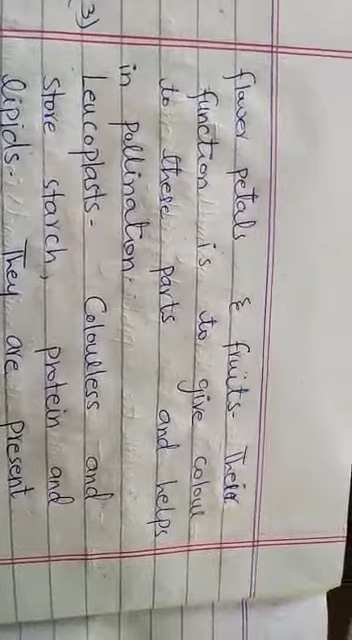 flower petals & fruits. Their
function is to give colour
to these parts and helps
in pollination.
3) Leucoplasts- Colourless and
store starch, protein and
lipids. They are present